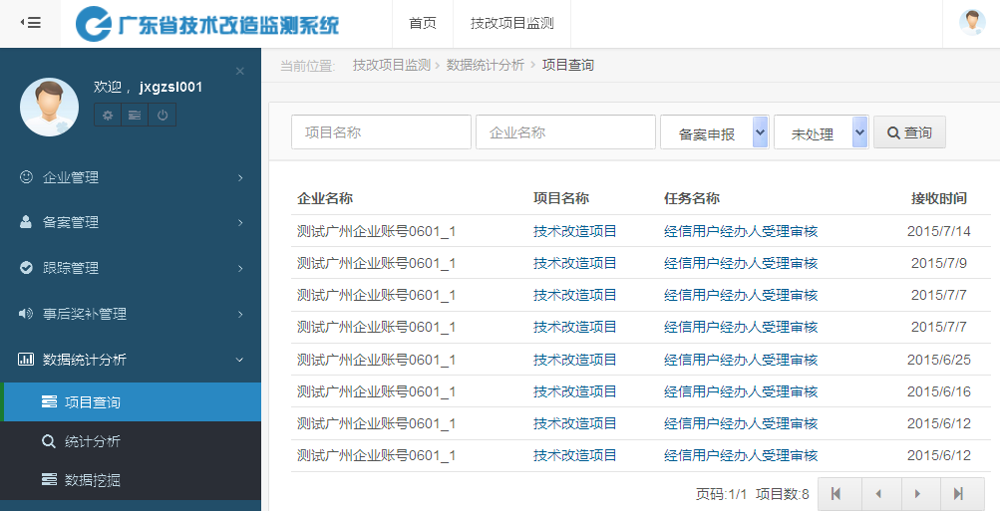 广东省技术改造监测系统 首页 技改项目监测
欢迎， jxgzsl001
企业管理
备案管理
跟踪管理
事后奖补管理
数据统计分析
项目查询
统计分析
数据挖掘
当前位置: 技改项目监测 > 数据统计分析 > 项目查询
项目名称 企业名称 备案申报 未处理 查询
企业名称 项目名称 任务名称 接收时间
测试广州企业账号0601_1 技术改造项目 经信用户经办人受理审核 2015/7/14
测试广州企业账号0601_1 技术改造项目 经信用户经办人受理审核 2015/7/9
测试广州企业账号0601_1 技术改造项目 经信用户经办人受理审核 2015/7/7
测试广州企业账号0601_1 技术改造项目 经信用户经办人受理审核 2015/7/7
测试广州企业账号0601_1 技术改造项目 经信用户经办人受理审核 2015/6/25
测试广州企业账号0601_1 技术改造项目 经信用户经办人受理审核 2015/6/16
测试广州企业账号0601_1 技术改造项目 经信用户经办人受理审核 2015/6/12
测试广州企业账号0601_1 技术改造项目 经信用户经办人受理审核 2015/6/12
页码:1/1 项目数:8